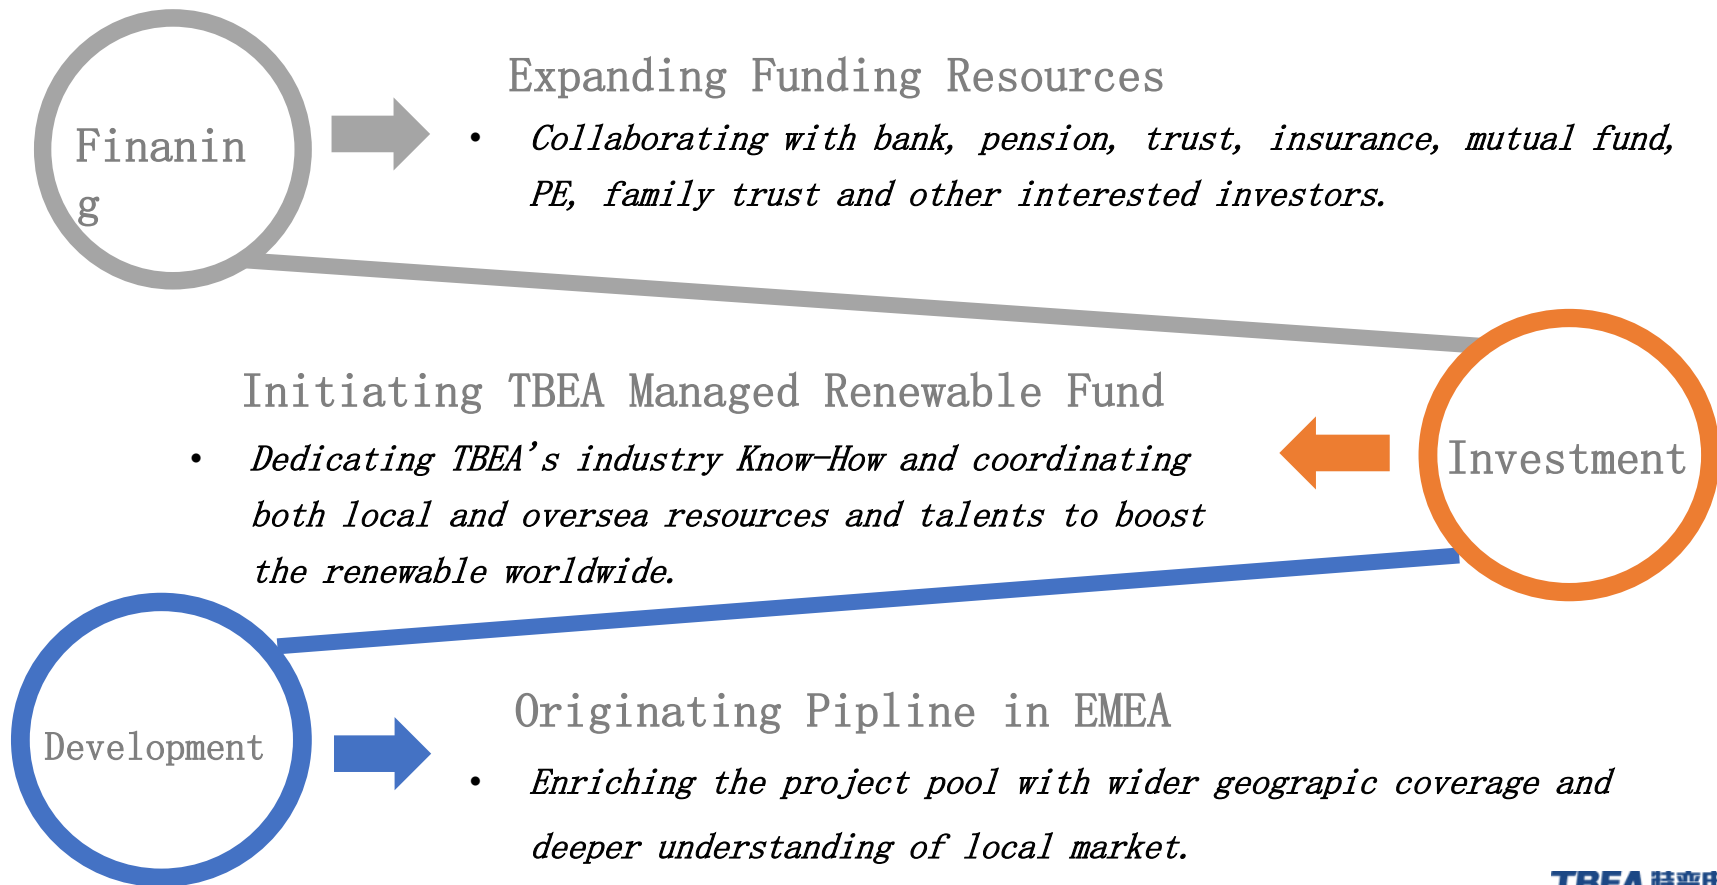 Expanding Funding Resources
Finanin
g
• Collaborating with bank, pension, trust, insurance, mutual fund,
PE, family trust and other interested investors.
Initiating TBEA Managed Renewable Fund
Investment
• Dedicating TBEA's industry Know-How and coordinating
both local and oversea resources and talents to boost
the renewable worldwide.
Development
Originating Pipline in EMEA
• Enriching the project pool with wider geograpic coverage and
deeper understanding of local market.
TBEA